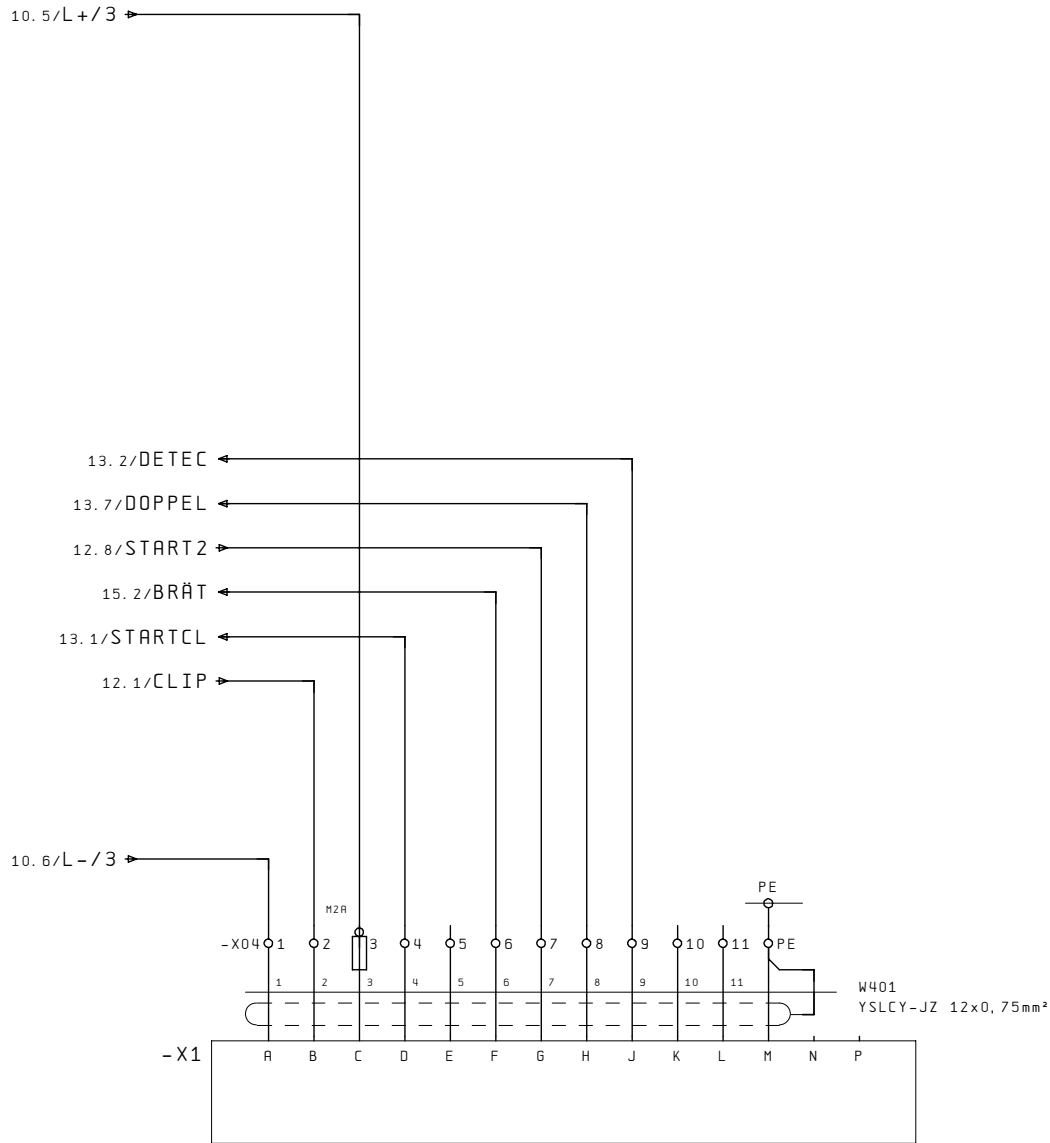 10.5/L+/3
13.2/DETEC
13.7/DOPPEL
12.8/START2
15.2/BRÄT
13.1/STARTCL
12.1/CLIP
10.6/L-/3
PE
M2A
-X04 1 2 3 4 5 6 7 8 9 10 11 PE
1 2 3 4 5 6 7 8 9 10 11
W401
YSLCY-JZ 12x0,75mm²
-X1 A B C D E F G H J K L M N P